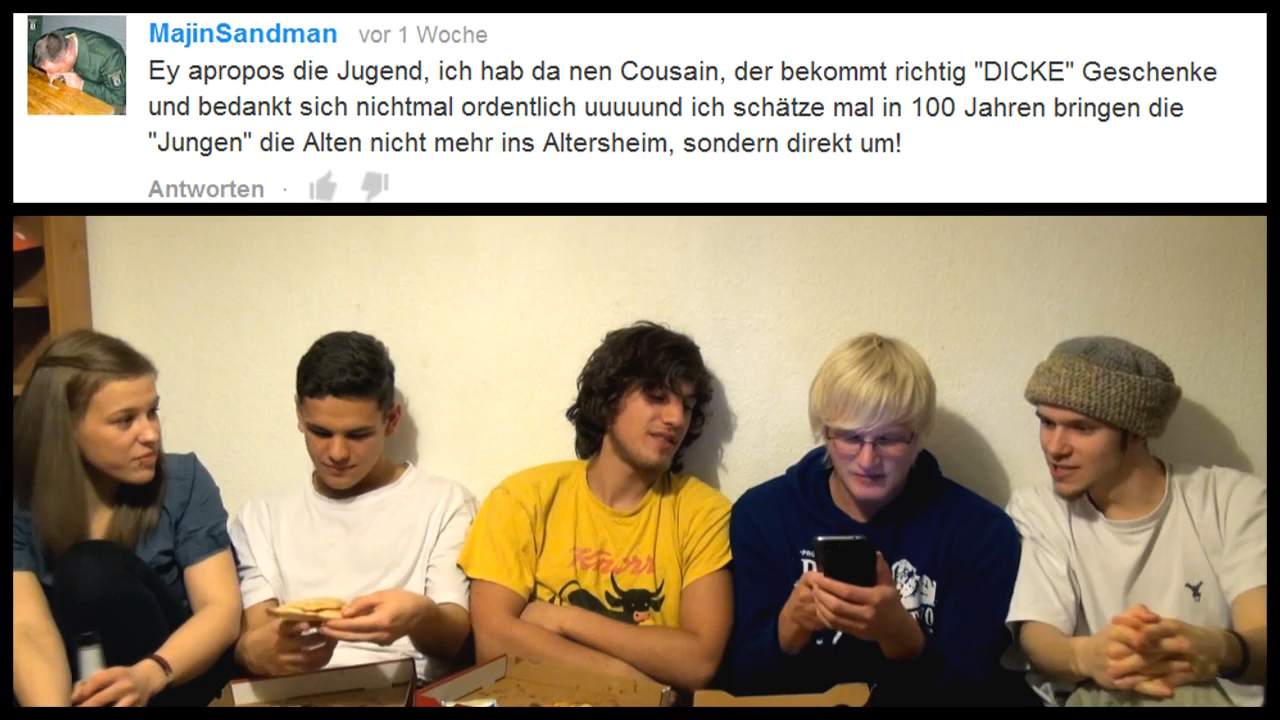 MajinSandman vor 1 Woche
Ey apropos die Jugend, ich hab da nen Cousain, der bekommt richtig "DICKE" Geschenke
und bedankt sich nichtmal ordentlich uuuuund ich schätze mal in 100 Jahren bringen die
"Jungen" die Alten nicht mehr ins Altersheim, sondern direkt um!
Antworten ·
Knorr